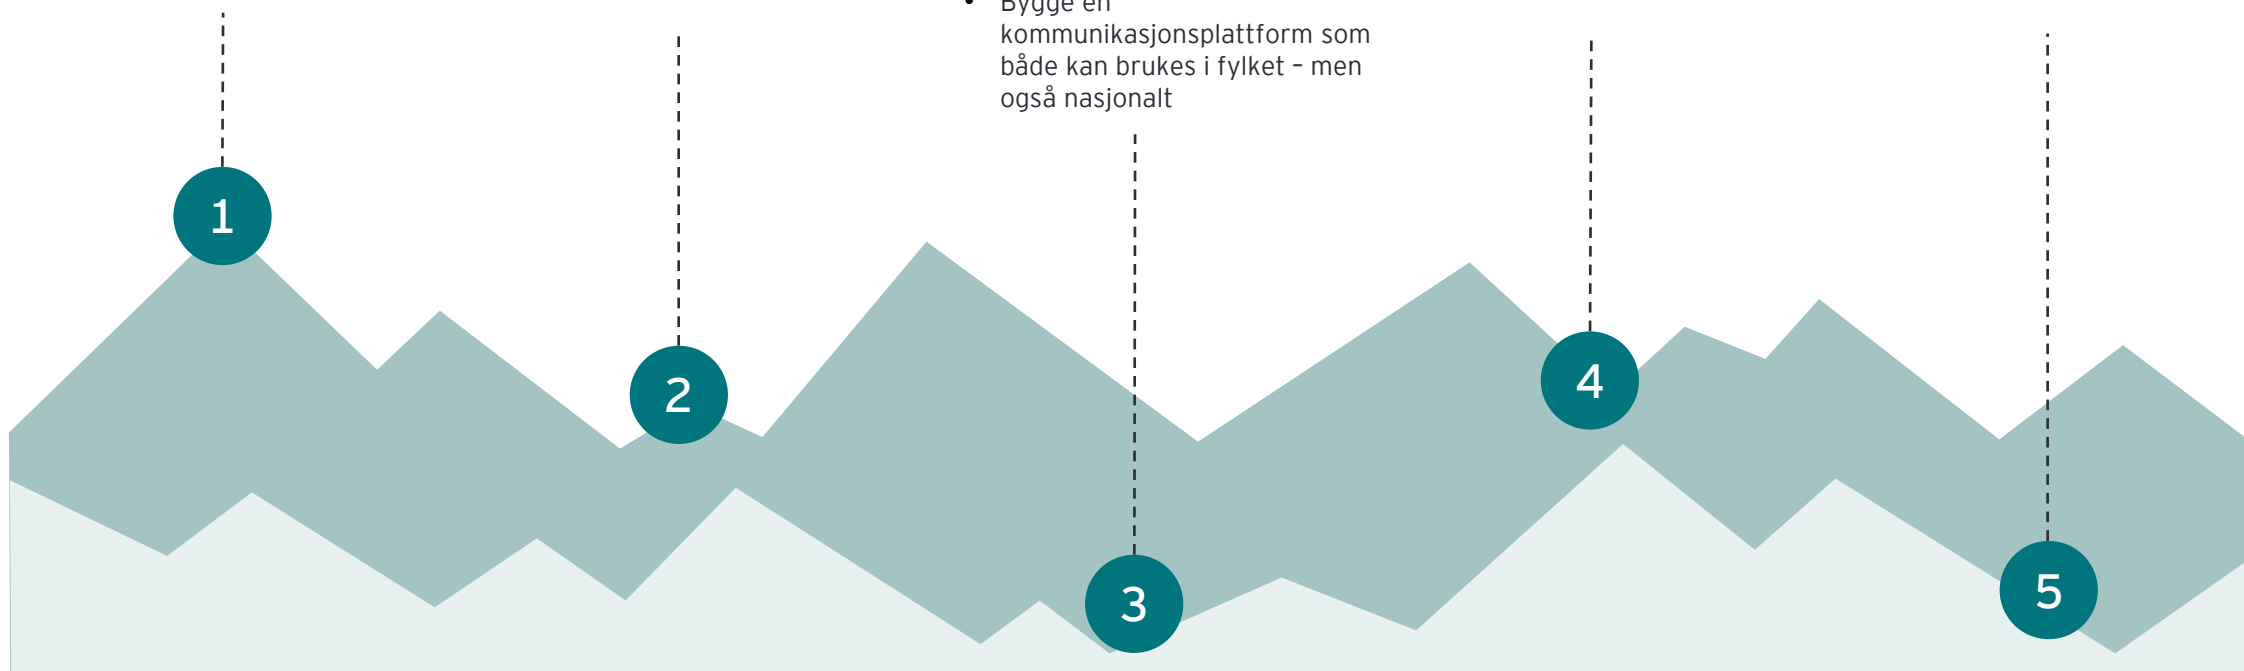 • Bygge en
kommunikasjonsplattform som
både kan brukes i fylket – men
også nasjonalt
1
2
3
4
5